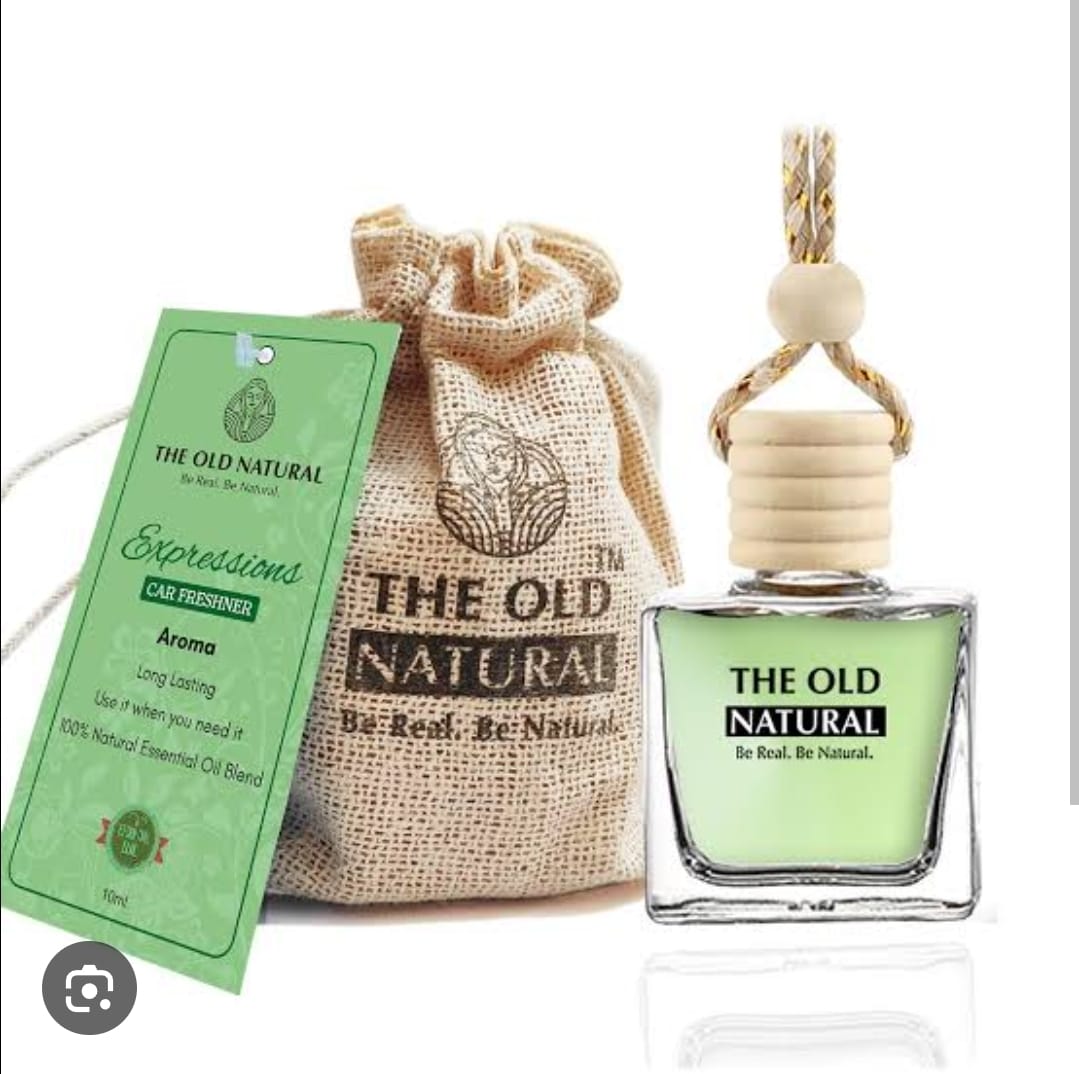 THE OLD NATURAL
Be Real. Be Natural.
Expressions
CAR FRESHNER
Aroma
Long Lasting
Use it when you need it
100% Natural Essential Oil Blend
10ml
TM
THE OLD
NATURAL
Be Real. Be Natural.
THE OLD
NATURAL
Be Real. Be Natural.